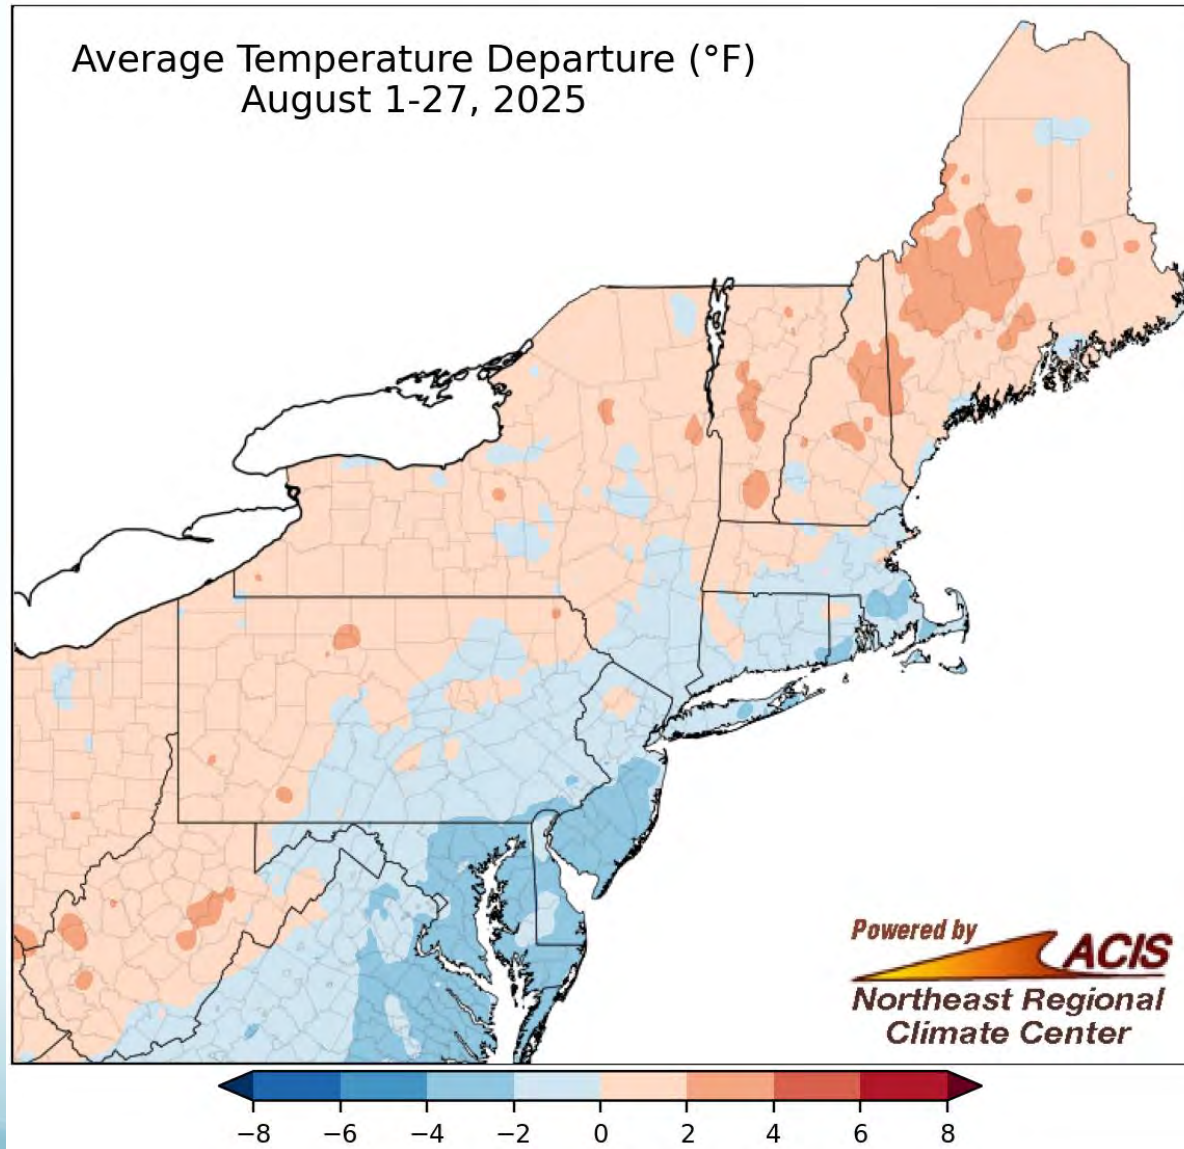 Average Temperature Departure (°F)
August 1-27, 2025
Powered by
ACIS
Northeast Regional
Climate Center
−8 −6 −4 −2 0 2 4 6 8